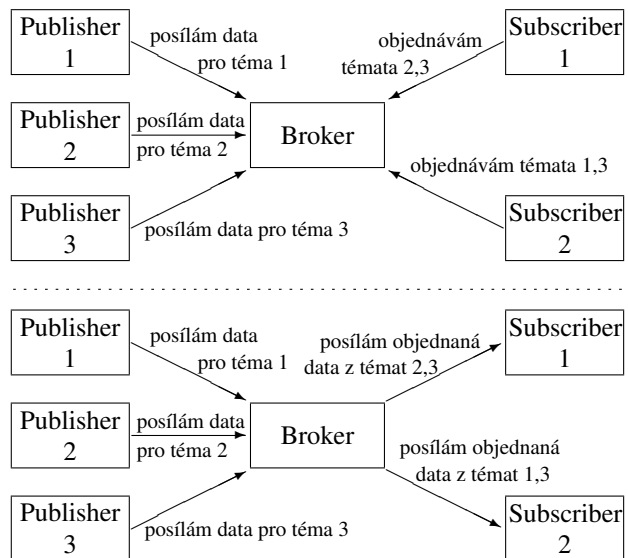 Publisher
1
posílám data
pro téma 1
objednávám
témata 2,3
Subscriber
1
Publisher
2
posílám data
pro téma 2
Broker
objednávám témata 1,3
Publisher
3
posílám data pro téma 3
Subscriber
2
Publisher
1
posílám data
pro téma 1
posílám objednaná
data z témat 2,3
Subscriber
1
Publisher
2
posílám data
pro téma 2
Broker
posílám objednaná
data z témat 1,3
Publisher
3
posílám data pro téma 3
Subscriber
2